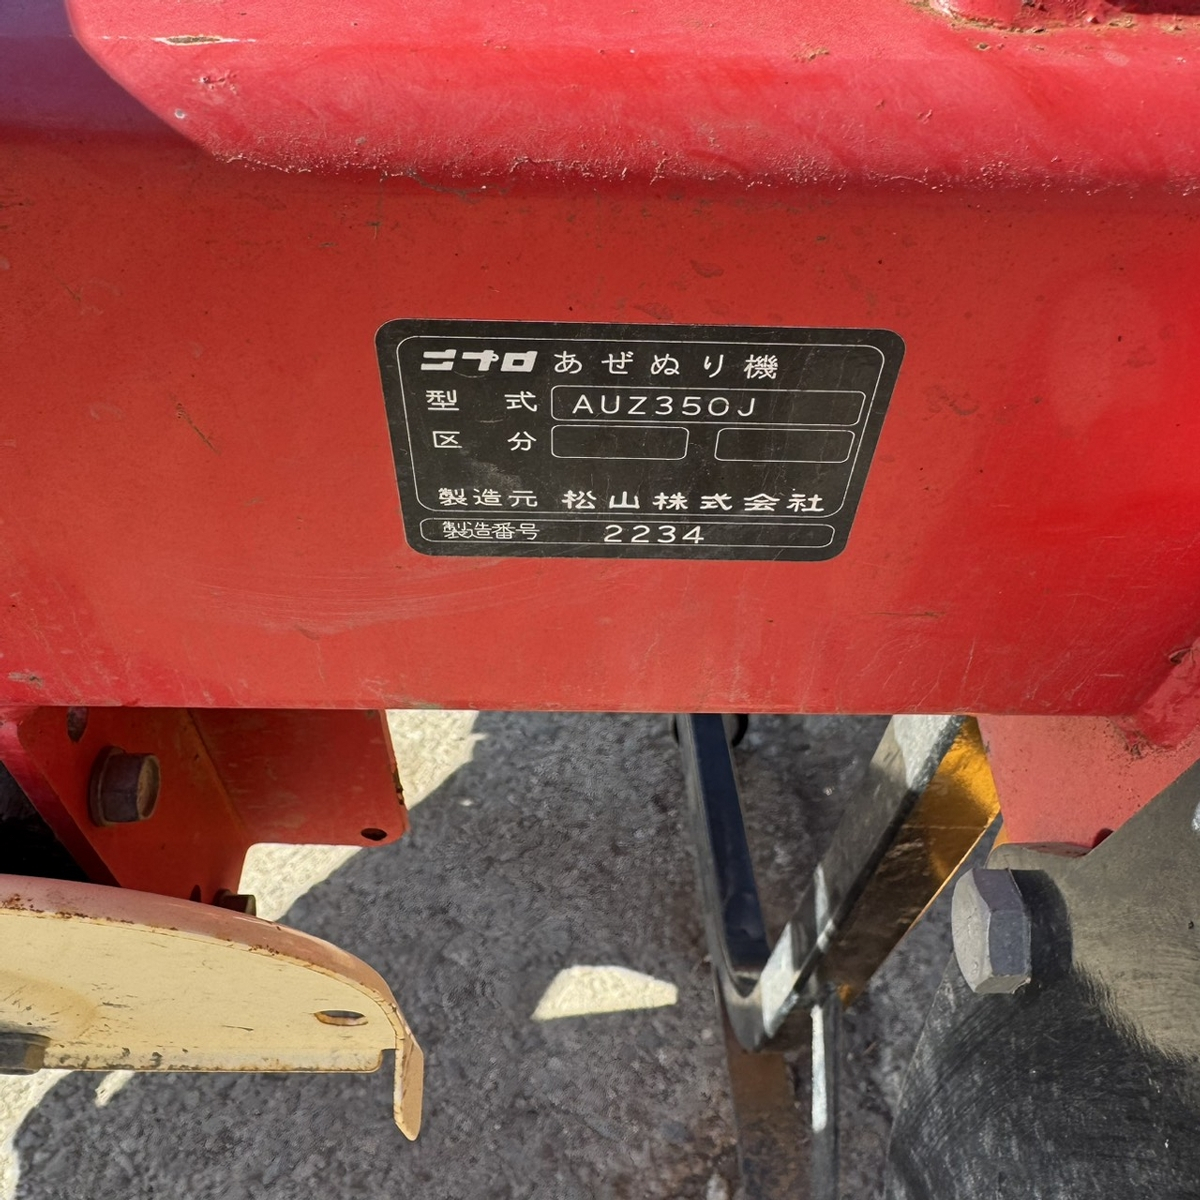 ニプロ あぜぬり機
型式 AUZ350J
区分
製造元 松山株式会社
製造番号 2234